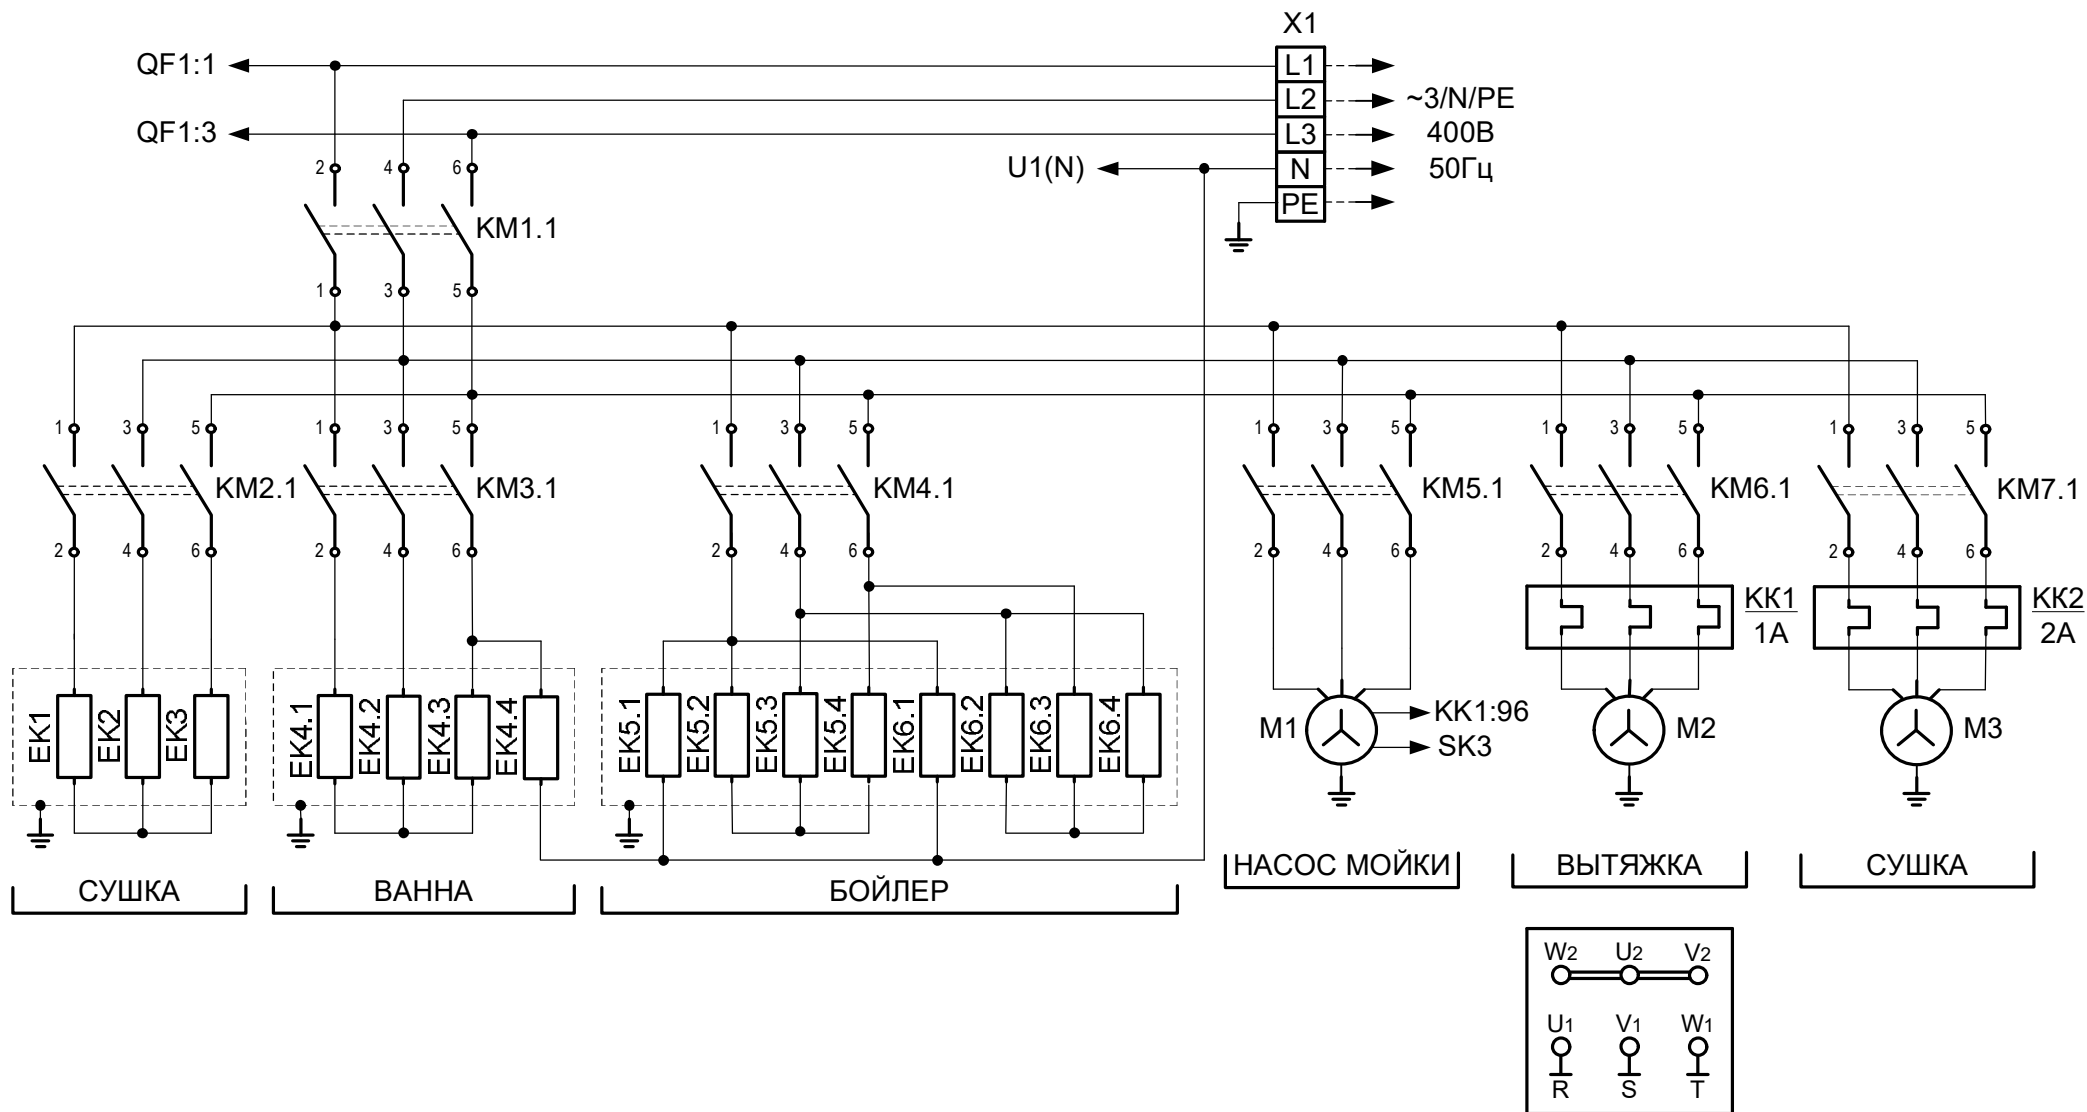 X1
QF1:1
L1
L2
~3/N/PE
QF1:3
L3
400В
U1(N)
N
50Гц
PE
2 4 6
KM1.1
1 3 5
1 3 5
1 3 5
1 3 5
1 3 5
1 3 5
1 3 5
KM2.1
KM3.1
KM4.1
KM5.1
KM6.1
KM7.1
2 4 6
2 4 6
2 4 6
2 4 6
2 4 6
2 4 6
KK1
1A
KK2
2A
EK1
EK2
EK3
EK4.1
EK4.2
EK4.3
EK4.4
EK5.1
EK5.2
EK5.3
EK5.4
EK6.1
EK6.2
EK6.3
EK6.4
M1
KK1:96
SK3
M2
M3
СУШКА
ВАННА
БОЙЛЕР
НАСОС МОЙКИ
ВЫТЯЖКА
СУШКА
W2 U2 V2
U1 V1 W1
R S T